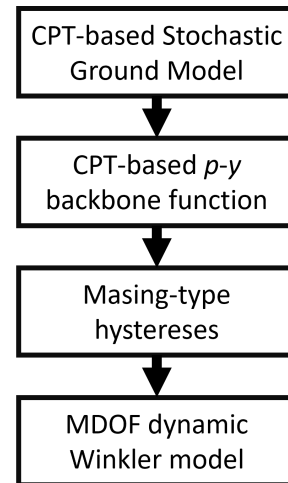 CPT-based Stochastic
Ground Model
CPT-based p-y
backbone function
Masing-type
hystereses
MDOF dynamic
Winkler model